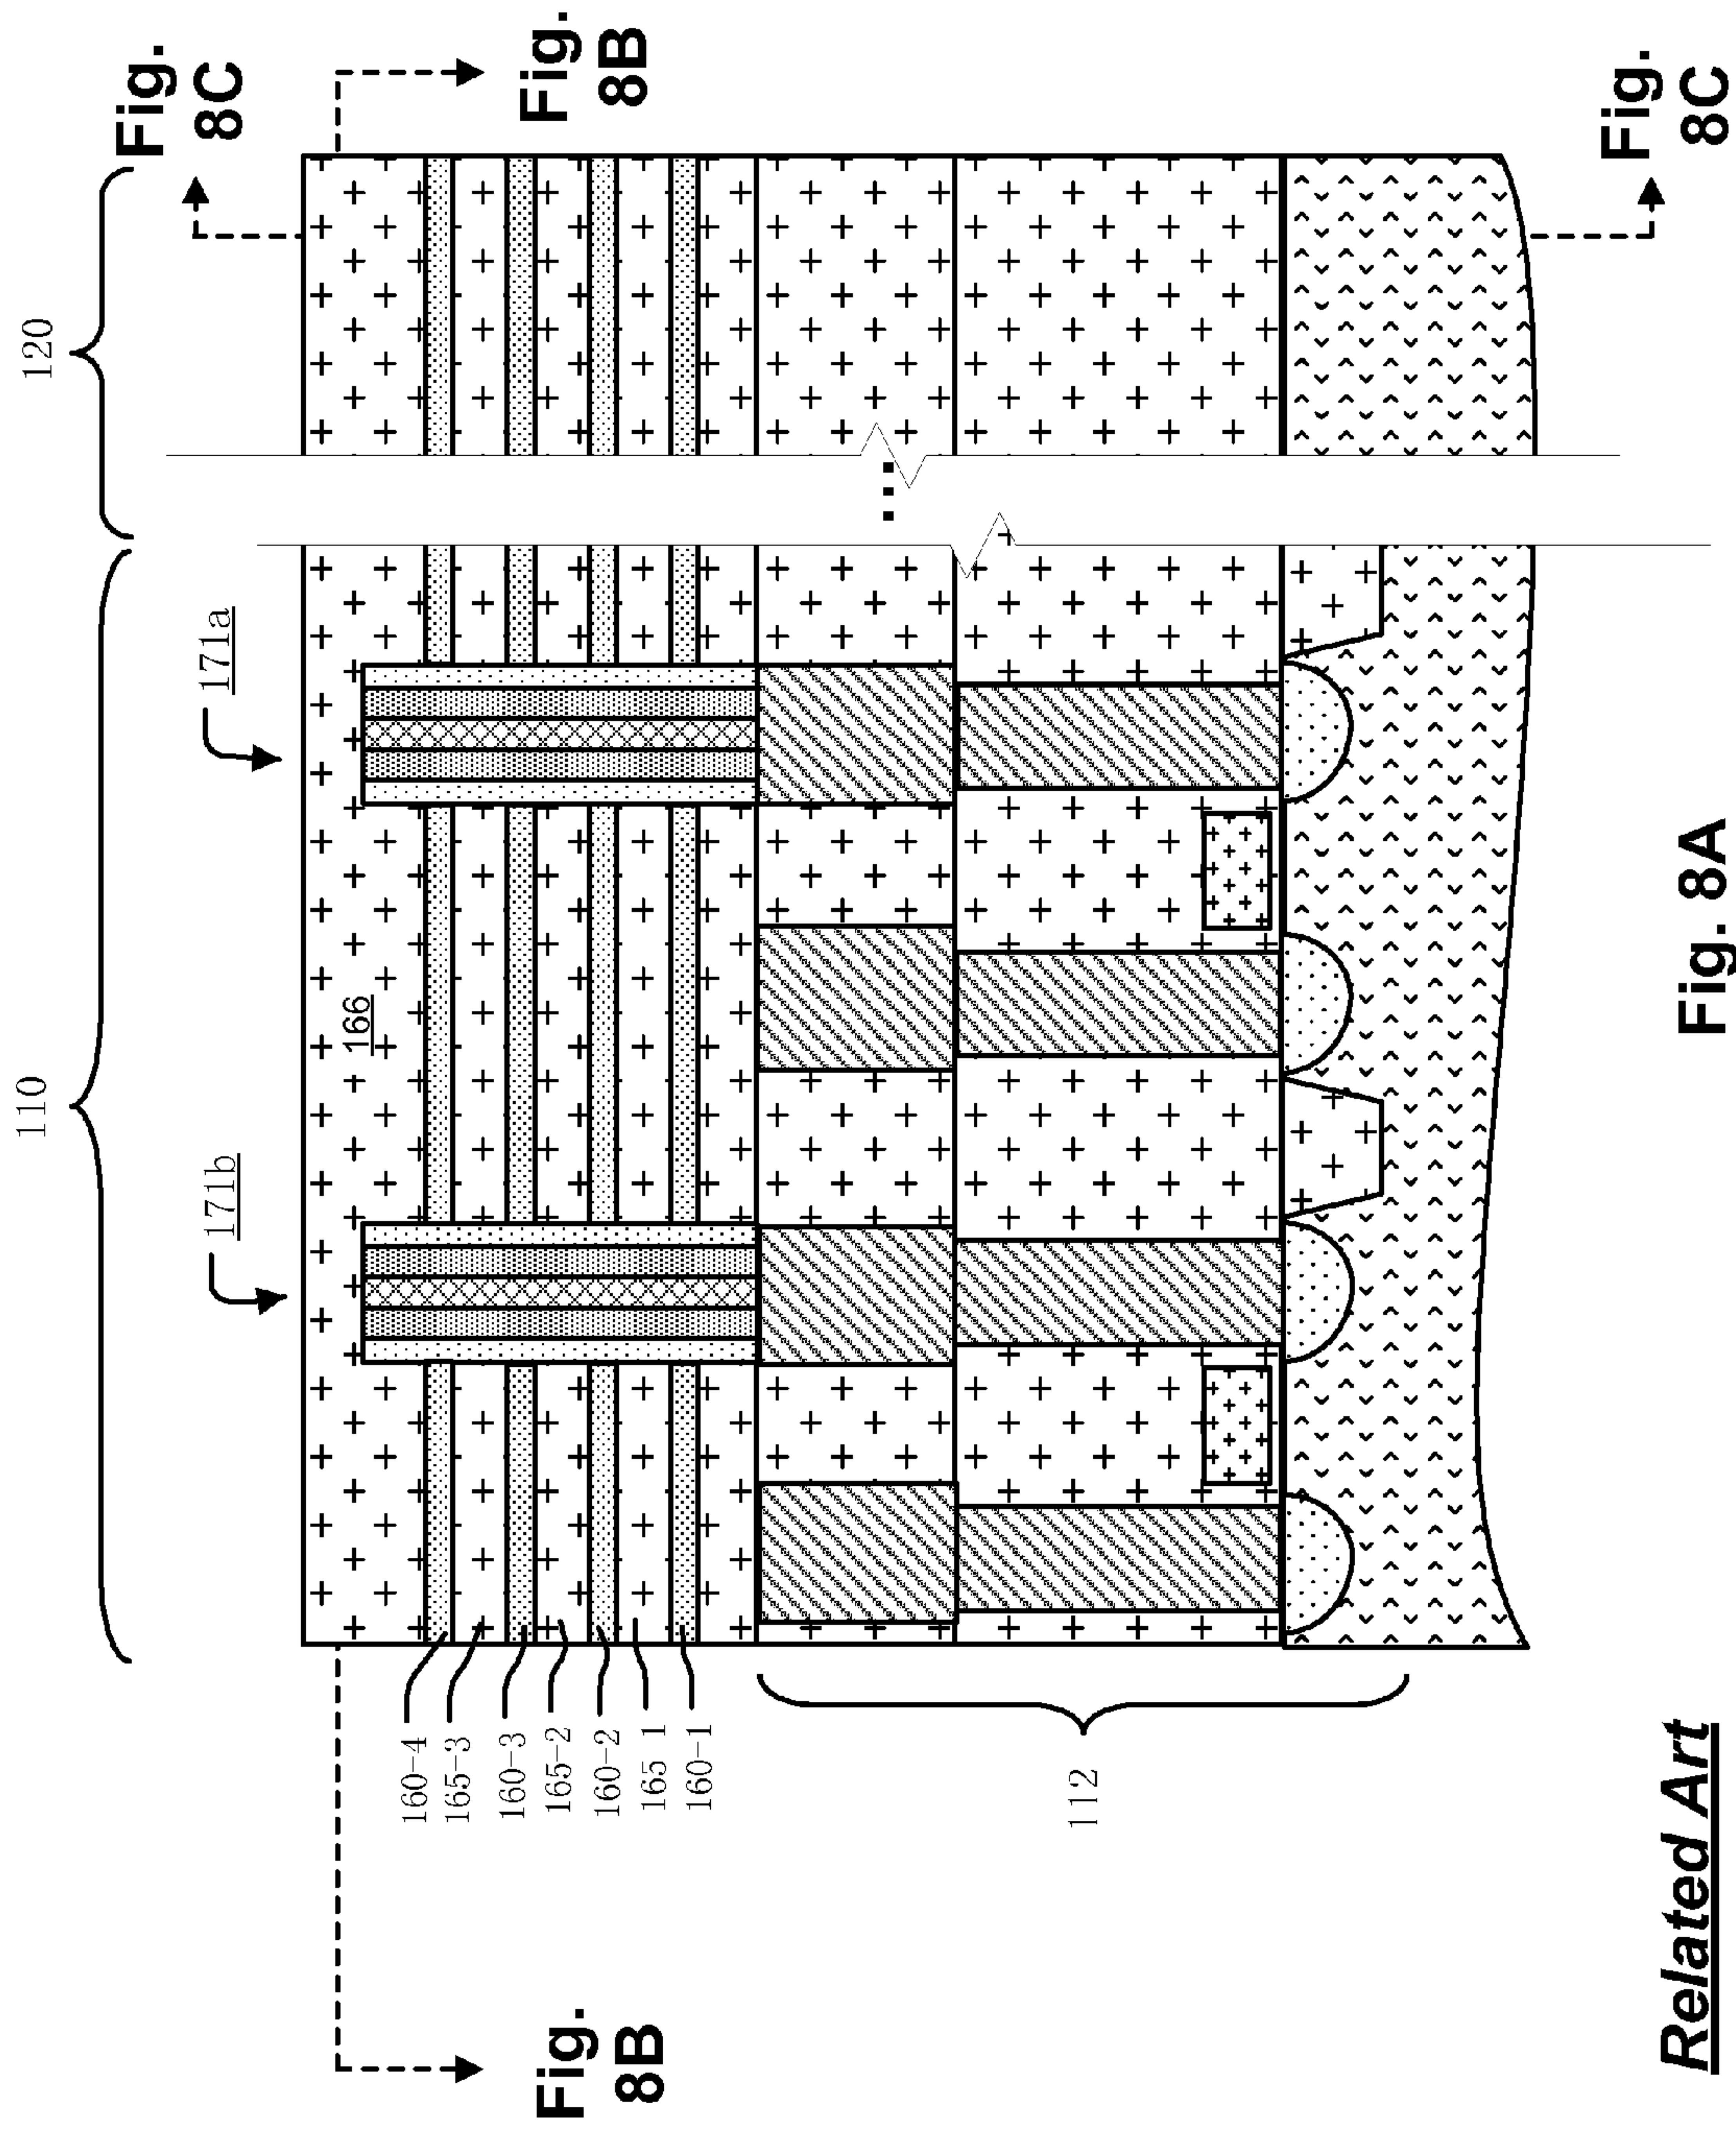 110
120
171b
171a
Fig.
8C
Fig.
8B
166
160-4
165-3
160-3
165-2
160-2
165 1
160-1
112
Fig.
8B
Fig.
8C
Related Art
Fig. 8A